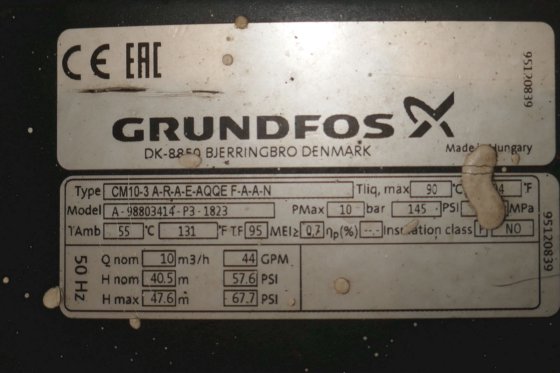 CE EAC
95120839
GRUNDFOS
DK-8850 BJERRINGBRO DENMARK
Made Hungary
Type CM10-3 A-R-A-E-AQQE F-A-A-N Tliq, max 90 °C °F
Model A - 98803414 - P3 - 1823 PMax 10 bar 145 PSI MPa
TAmb 55 °C 131 °F TF 95 MEI≥ 0,7 ηp(%) --.- Insulation class F NO
50 Hz
Q nom 10 m3/h 44 GPM
H nom 40.5 m 57.6 PSI
H max 47.6 m 67.7 PSI
95120839